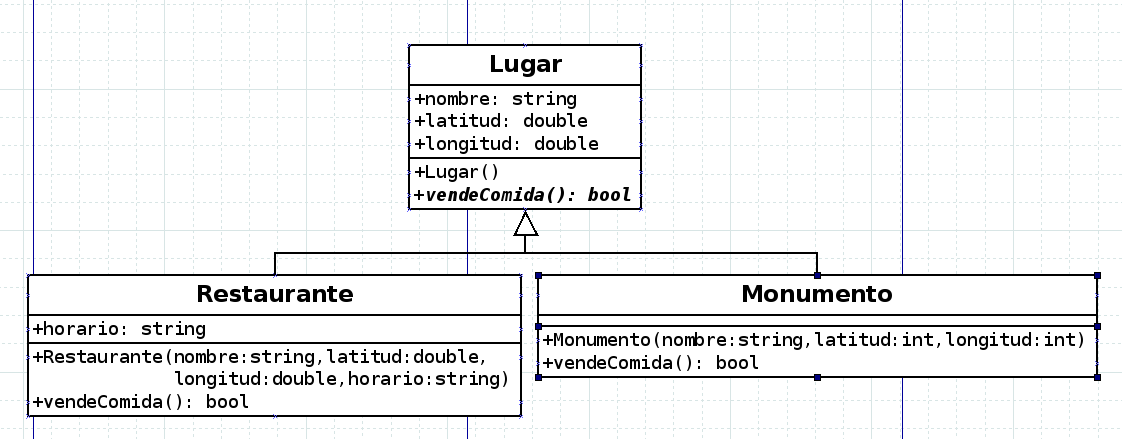 Lugar
+nombre: string
+latitud: double
+longitud: double
+Lugar()
+vendeComida(): bool
Restaurante
+horario: string
+Restaurante(nombre:string,latitud:double,
longitud:double,horario:string)
+vendeComida(): bool
Monumento
+Monumento(nombre:string,latitud:int,longitud:int)
+vendeComida(): bool